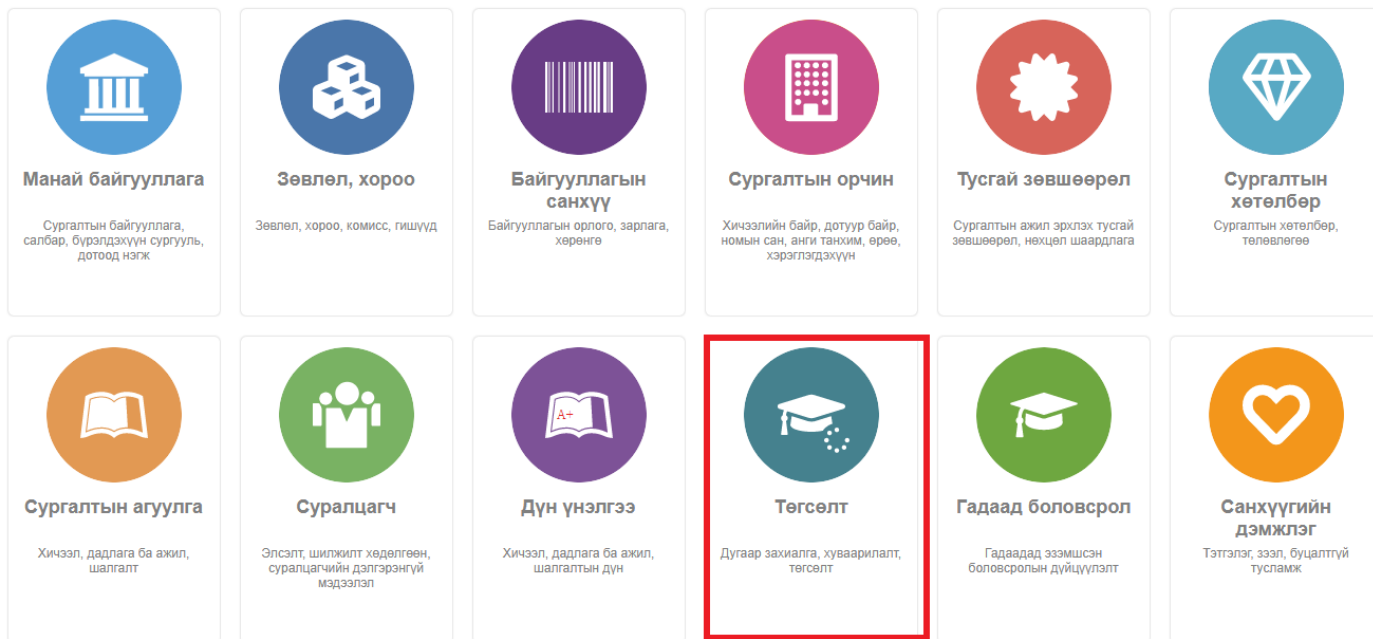 Манай байгууллага
Сургалтын байгууллага,
салбар, бүрэлдэхүүн сургууль,
дотоод нэгж
Зөвлөл, хороо
Зөвлөл, хороо, комисс, гишүүд
Байгууллагын
санхүү
Байгууллагын орлого, зарлага,
хөрөнгө
Сургалтын орчин
Хичээлийн байр, дотуур байр,
номын сан, анги танхим, өрөө,
хэрэглэгдэхүүн
Тусгай зөвшөөрөл
Сургалтын ажил эрхлэх тусгай
зөвшөөрөл, нөхцөл шаардлага
Сургалтын
хөтөлбөр
Сургалтын хөтөлбөр,
төлөвлөгөө
Сургалтын агуулга
Хичээл, дадлага ба ажил,
шалгалт
Суралцагч
Элсэлт, шилжилт хөдөлгөөн,
суралцагчийн дэлгэрэнгүй
мэдээлэл
A+
Дүн үнэлгээ
Хичээл, дадлага ба ажил,
шалгалтын дүн
Төгсөлт
Дугаар захиалга, хуваарилалт,
төгсөлт
Гадаад боловсрол
Гадаадад эзэмшсэн
боловсролын дүйцүүлэлт
Санхүүгийн
дэмжлэг
Тэтгэлэг, зээл, буцалтгүй
тусламж